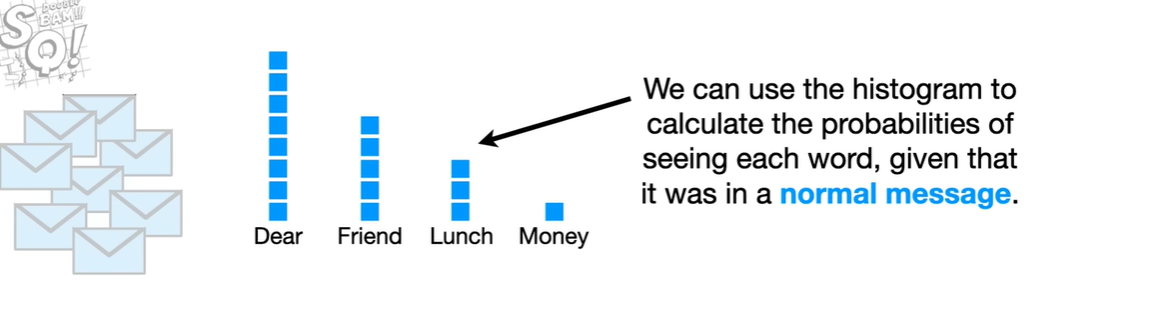 SQ!
DOUBLE
BAM!!!
We can use the histogram to
calculate the probabilities of
seeing each word, given that
it was in a normal message.
Dear Friend Lunch Money